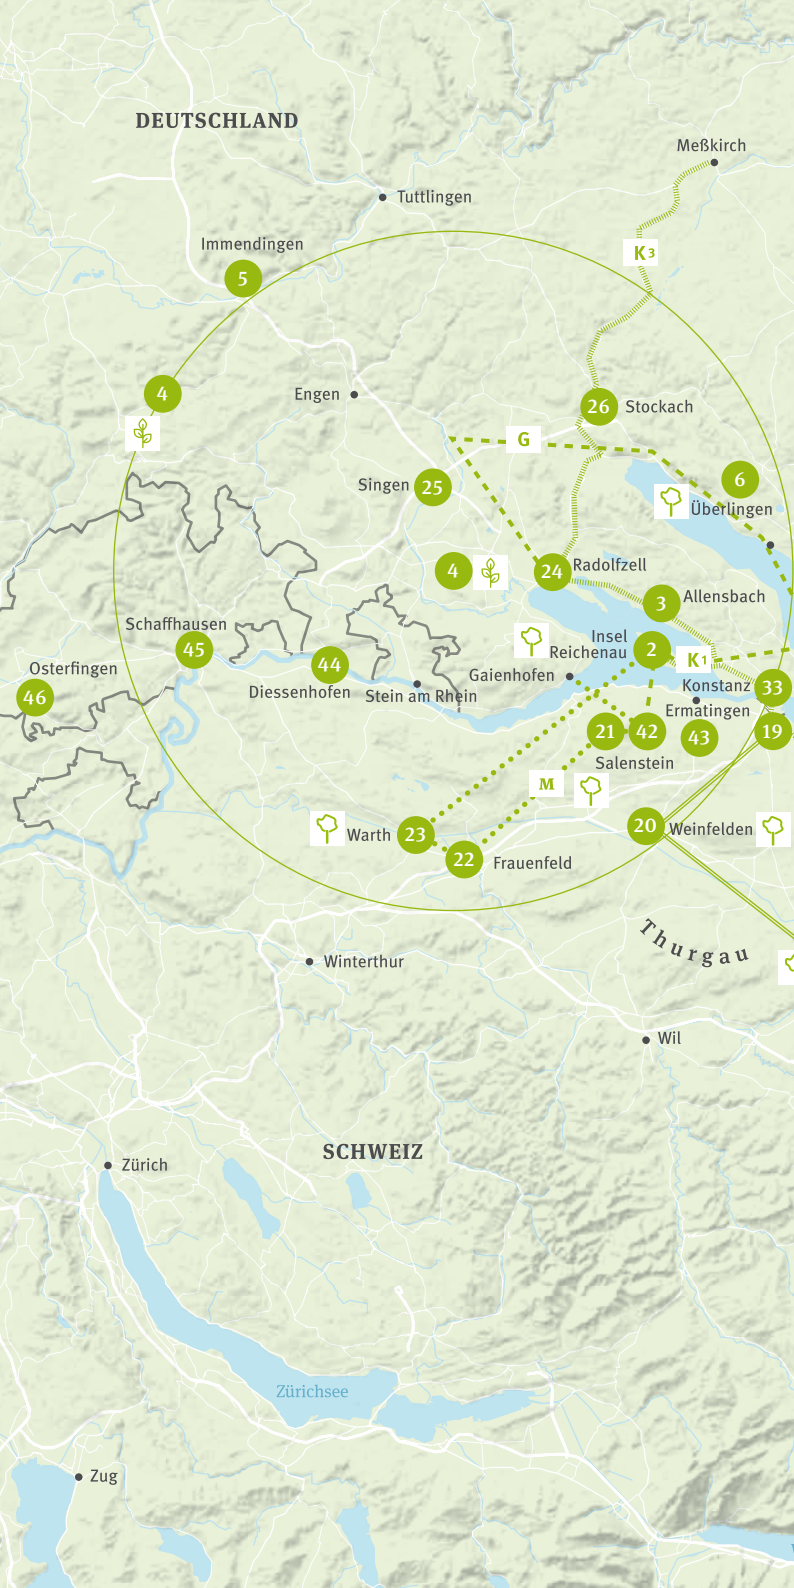 DEUTSCHLAND
Meßkirch
Tuttlingen
Immendingen
K3
5
4
Engen
26
Stockach
G
Singen
25
6
Überlingen
4
24
Radolfzell
3
Allensbach
Schaffhausen
45
Insel
Reichenau
2
K1
44
Osterfingen
46
Diessenhofen
Stein am Rhein
Gaienhofen
Konstanz
33
Ermatingen
21
42
43
19
Salenstein
M
Warth
23
20
Weinfelden
22
Frauenfeld
Thurgau
Winterthur
Wil
SCHWEIZ
Zürich
Zürichsee
Zug